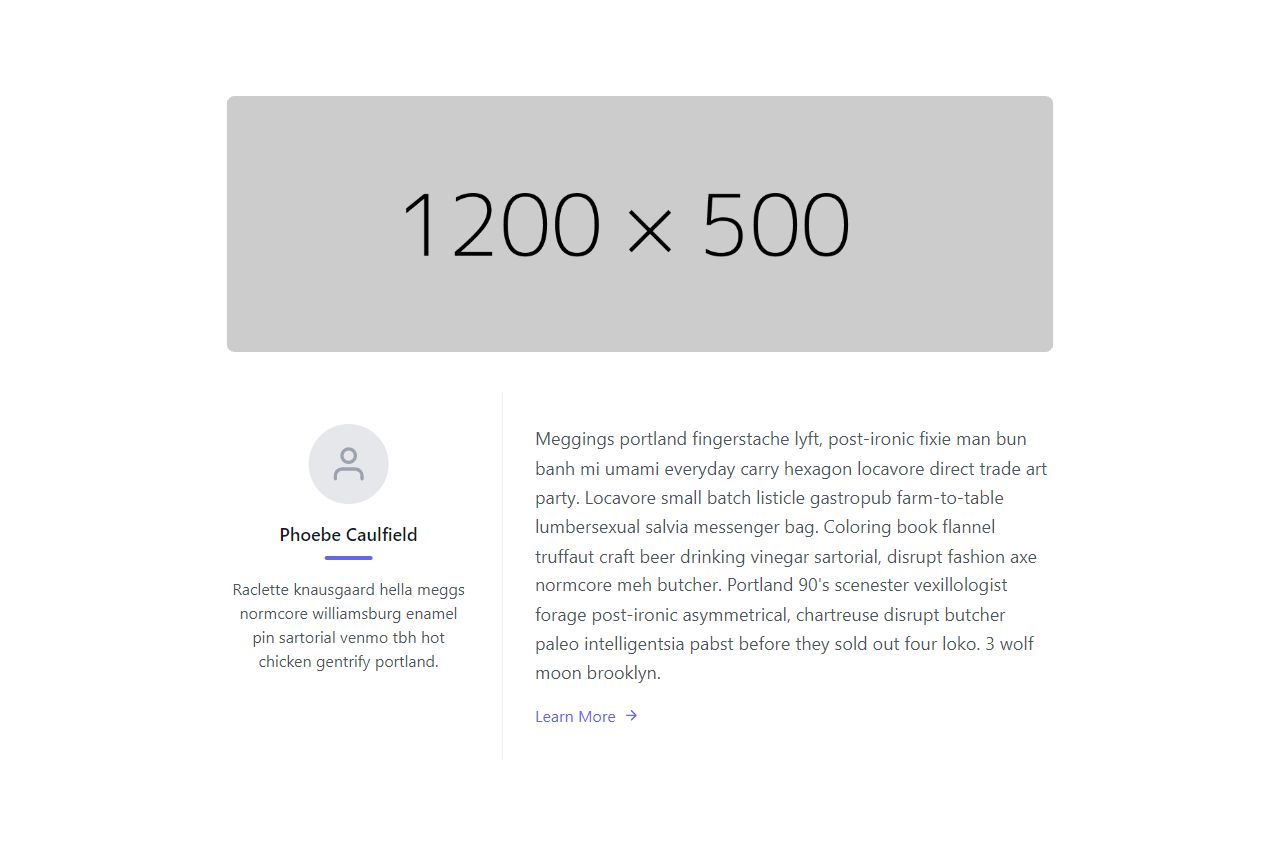 1200 × 500
Phoebe Caulfield
Raclette knausgaard hella meggs
normcore williamsburg enamel
pin sartorial venmo tbh hot
chicken gentrify portland.
Meggings portland fingerstache lyft, post-ironic fixie man bun
banh mi umami everyday carry hexagon locavore direct trade art
party. Locavore small batch listicle gastropub farm-to-table
lumbersexual salvia messenger bag. Coloring book flannel
truffaut craft beer drinking vinegar sartorial, disrupt fashion axe
normcore meh butcher. Portland 90's scenester vexillologist
forage post-ironic asymmetrical, chartreuse disrupt butcher
paleo intelligentsia pabst before they sold out four loko. 3 wolf
moon brooklyn.
Learn More →